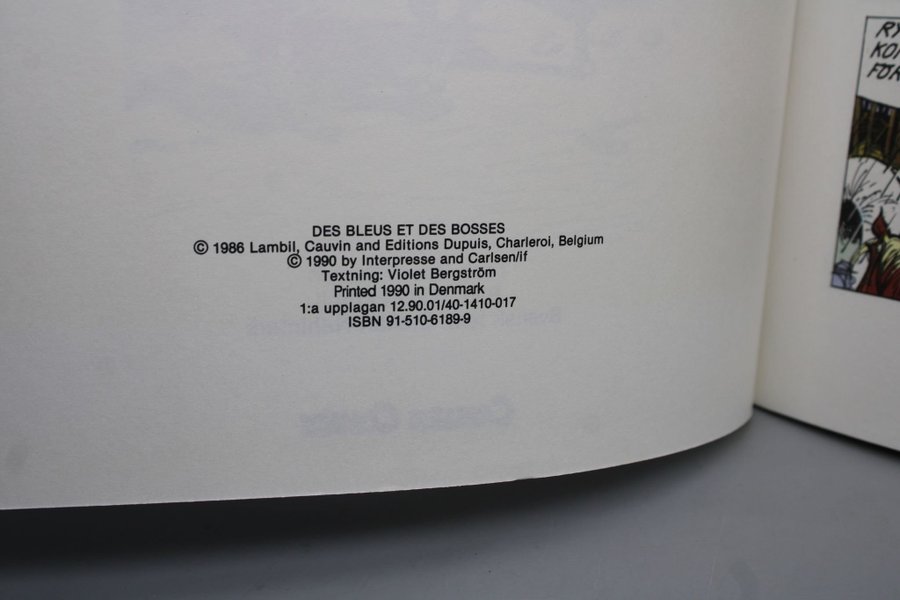 DES BLEUS ET DES BOSSES
© 1986 Lambil, Cauvin and Editions Dupuis, Charleroi, Belgium
© 1990 by Interpresse and Carlsen/if
Textning: Violet Bergström
Printed 1990 in Denmark
1:a upplagan 12.90.01/40-1410-017
ISBN 91-510-6189-9